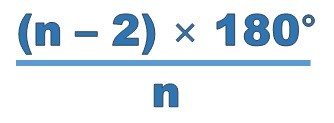 (n – 2) × 180°
n